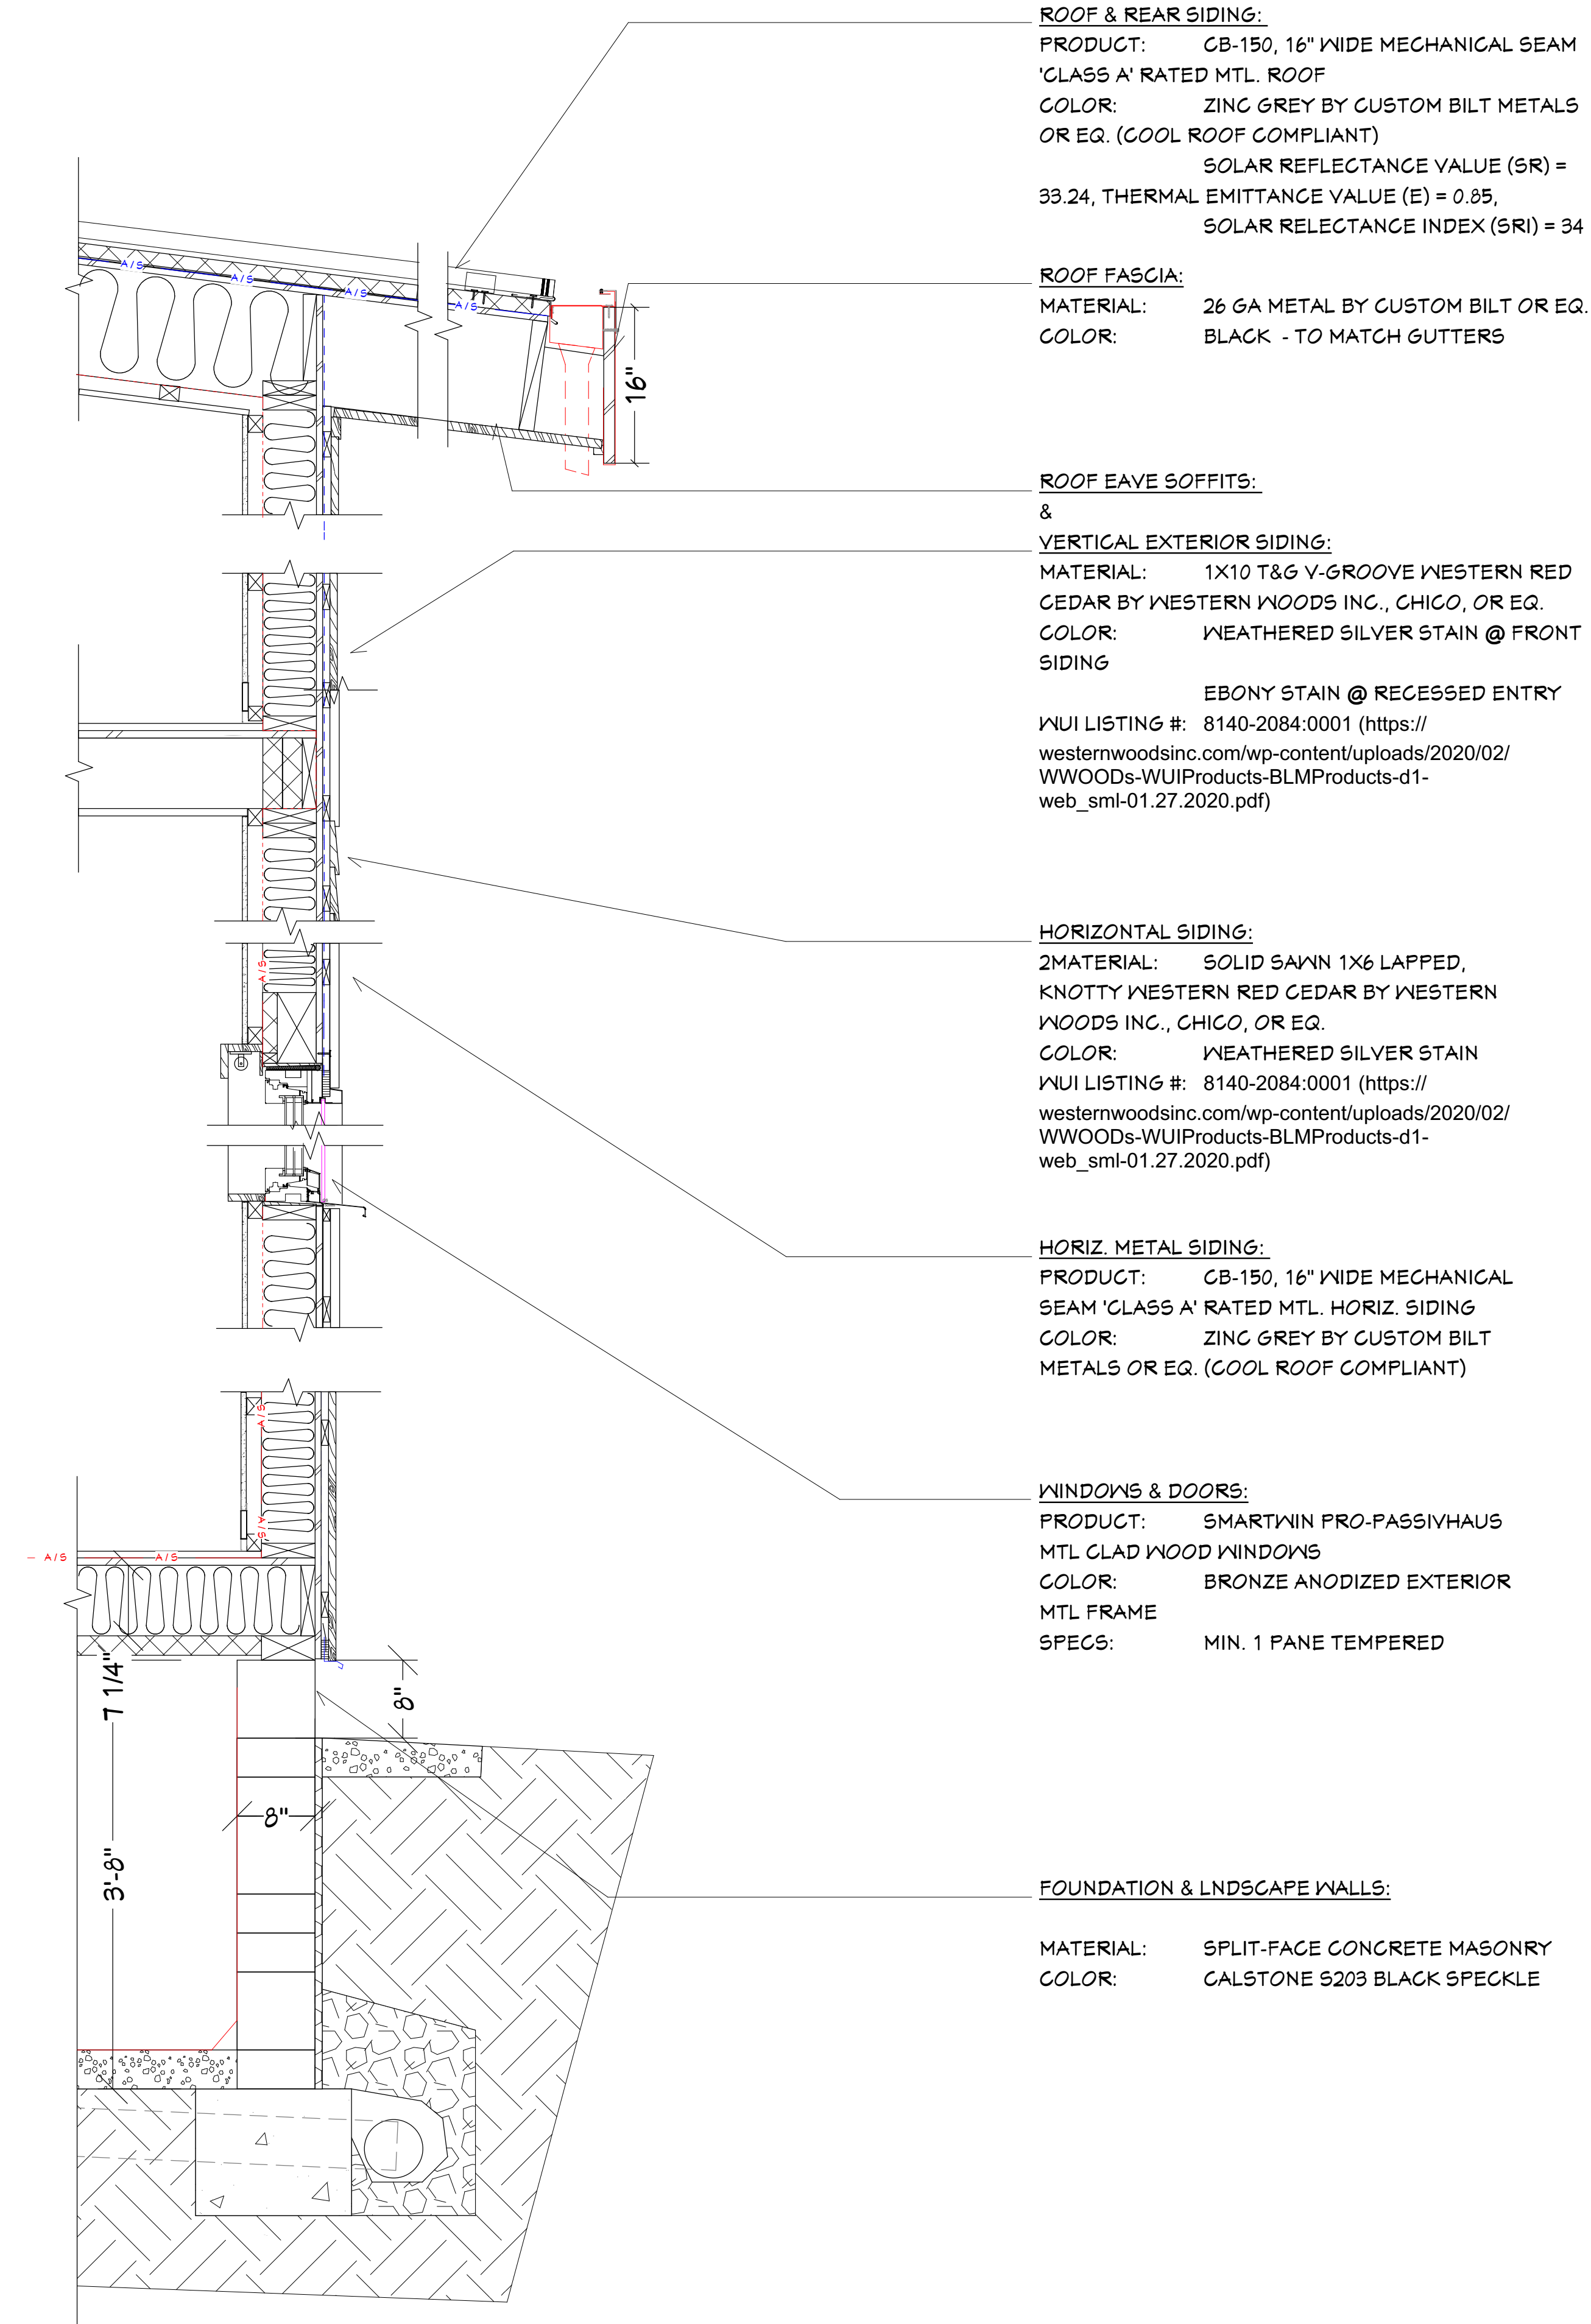 ROOF & REAR SIDING:
PRODUCT: CB-150, 16" WIDE MECHANICAL SEAM
'CLASS A' RATED MTL. ROOF
COLOR: ZINC GREY BY CUSTOM BILT METALS
OR EQ. (COOL ROOF COMPLIANT)
SOLAR REFLECTANCE VALUE (SR) =
33.24, THERMAL EMITTANCE VALUE (E) = 0.85,
SOLAR RELECTANCE INDEX (SRI) = 34
A/S
A/S
A/S
A/S
ROOF FASCIA:
MATERIAL: 26 GA METAL BY CUSTOM BILT OR EQ.
COLOR: BLACK - TO MATCH GUTTERS
16"
ROOF EAVE SOFFITS:
&
VERTICAL EXTERIOR SIDING:
MATERIAL: 1X10 T&G V-GROOVE WESTERN RED
CEDAR BY WESTERN WOODS INC., CHICO, OR EQ.
COLOR: WEATHERED SILVER STAIN @ FRONT
SIDING
EBONY STAIN @ RECESSED ENTRY
WUI LISTING #: 8140-2084:0001 (https://
westernwoodsinc.com/wp-content/uploads/2020/02/
WWOODs-WUIProducts-BLMProducts-d1-
web_sml-01.27.2020.pdf)
HORIZONTAL SIDING:
2MATERIAL: SOLID SAWN 1X6 LAPPED,
KNOTTY WESTERN RED CEDAR BY WESTERN
WOODS INC., CHICO, OR EQ.
COLOR: WEATHERED SILVER STAIN
WUI LISTING #: 8140-2084:0001 (https://
westernwoodsinc.com/wp-content/uploads/2020/02/
WWOODs-WUIProducts-BLMProducts-d1-
web_sml-01.27.2020.pdf)
A/S
HORIZ. METAL SIDING:
PRODUCT: CB-150, 16" WIDE MECHANICAL
SEAM 'CLASS A' RATED MTL. HORIZ. SIDING
COLOR: ZINC GREY BY CUSTOM BILT
METALS OR EQ. (COOL ROOF COMPLIANT)
A/S
A/S
A/S
A/S
WINDOWS & DOORS:
PRODUCT: SMARTWIN PRO-PASSIVHAUS
MTL CLAD WOOD WINDOWS
COLOR: BRONZE ANODIZED EXTERIOR
MTL FRAME
SPECS: MIN. 1 PANE TEMPERED
7 1/4"
8"
8"
3'-8"
FOUNDATION & LNDSCAPE WALLS:
MATERIAL: SPLIT-FACE CONCRETE MASONRY
COLOR: CALSTONE S203 BLACK SPECKLE